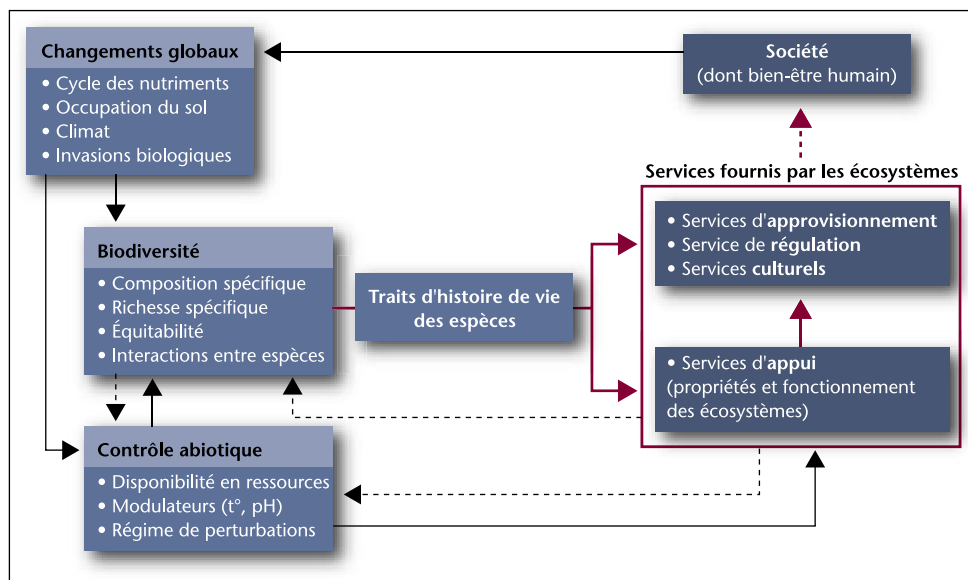 Changements globaux
• Cycle des nutriments
• Occupation du sol
• Climat
• Invasions biologiques
Société
(dont bien-être humain)
Services fournis par les écosystèmes
• Services d'approvisionnement
• Service de régulation
• Services culturels
Biodiversité
• Composition spécifique
• Richesse spécifique
• Équitabilité
• Interactions entre espèces
Traits d'histoire de vie
des espèces
• Services d'appui
(propriétés et fonctionnement
des écosystèmes)
Contrôle abiotique
• Disponibilité en ressources
• Modulateurs (t°, pH)
• Régime de perturbations